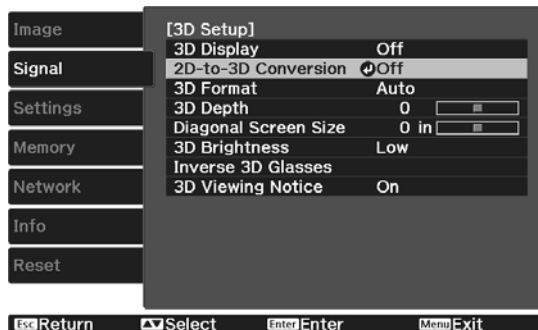 Image
Signal
Settings
Memory
Network
Info
Reset
[3D Setup]
3D Display Off
2D-to-3D Conversion Off
3D Format Auto
3D Depth 0
Diagonal Screen Size 0 in
3D Brightness Low
Inverse 3D Glasses
3D Viewing Notice On
Esc Return Select Enter Enter Menu Exit